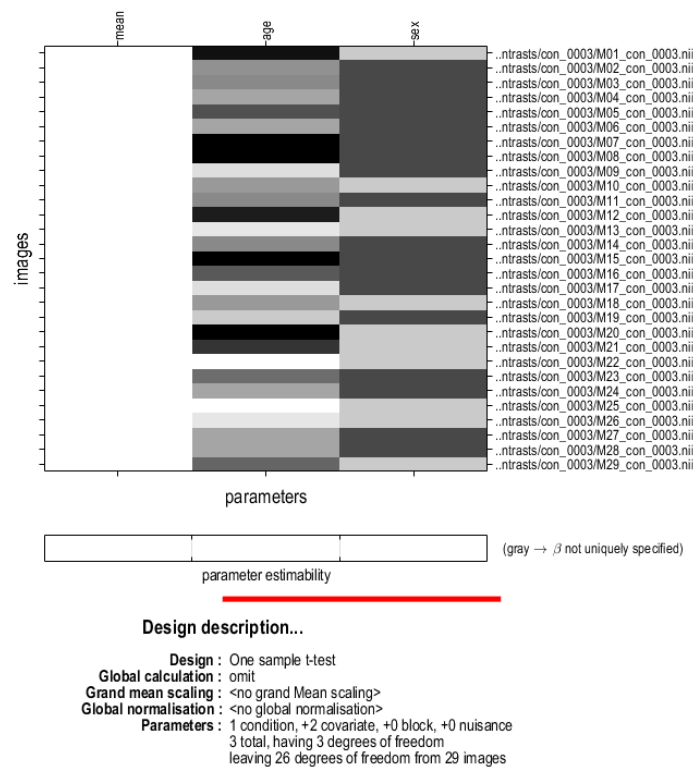 mean
age
sex
images
..ntrasts/con_0003/M01_con_0003.nii
..ntrasts/con_0003/M02_con_0003.nii
..ntrasts/con_0003/M03_con_0003.nii
..ntrasts/con_0003/M04_con_0003.nii
..ntrasts/con_0003/M05_con_0003.nii
..ntrasts/con_0003/M06_con_0003.nii
..ntrasts/con_0003/M07_con_0003.nii
..ntrasts/con_0003/M08_con_0003.nii
..ntrasts/con_0003/M09_con_0003.nii
..ntrasts/con_0003/M10_con_0003.nii
..ntrasts/con_0003/M11_con_0003.nii
..ntrasts/con_0003/M12_con_0003.nii
..ntrasts/con_0003/M13_con_0003.nii
..ntrasts/con_0003/M14_con_0003.nii
..ntrasts/con_0003/M15_con_0003.nii
..ntrasts/con_0003/M16_con_0003.nii
..ntrasts/con_0003/M17_con_0003.nii
..ntrasts/con_0003/M18_con_0003.nii
..ntrasts/con_0003/M19_con_0003.nii
..ntrasts/con_0003/M20_con_0003.nii
..ntrasts/con_0003/M21_con_0003.nii
..ntrasts/con_0003/M22_con_0003.nii
..ntrasts/con_0003/M23_con_0003.nii
..ntrasts/con_0003/M24_con_0003.nii
..ntrasts/con_0003/M25_con_0003.nii
..ntrasts/con_0003/M26_con_0003.nii
..ntrasts/con_0003/M27_con_0003.nii
..ntrasts/con_0003/M28_con_0003.nii
..ntrasts/con_0003/M29_con_0003.nii
parameters
(gray → β not uniquely specified)
parameter estimability
Design description...
Design : One sample t-test
Global calculation : omit
Grand mean scaling : <no grand Mean scaling>
Global normalisation : <no global normalisation>
Parameters : 1 condition, +2 covariate, +0 block, +0 nuisance
3 total, having 3 degrees of freedom
leaving 26 degrees of freedom from 29 images